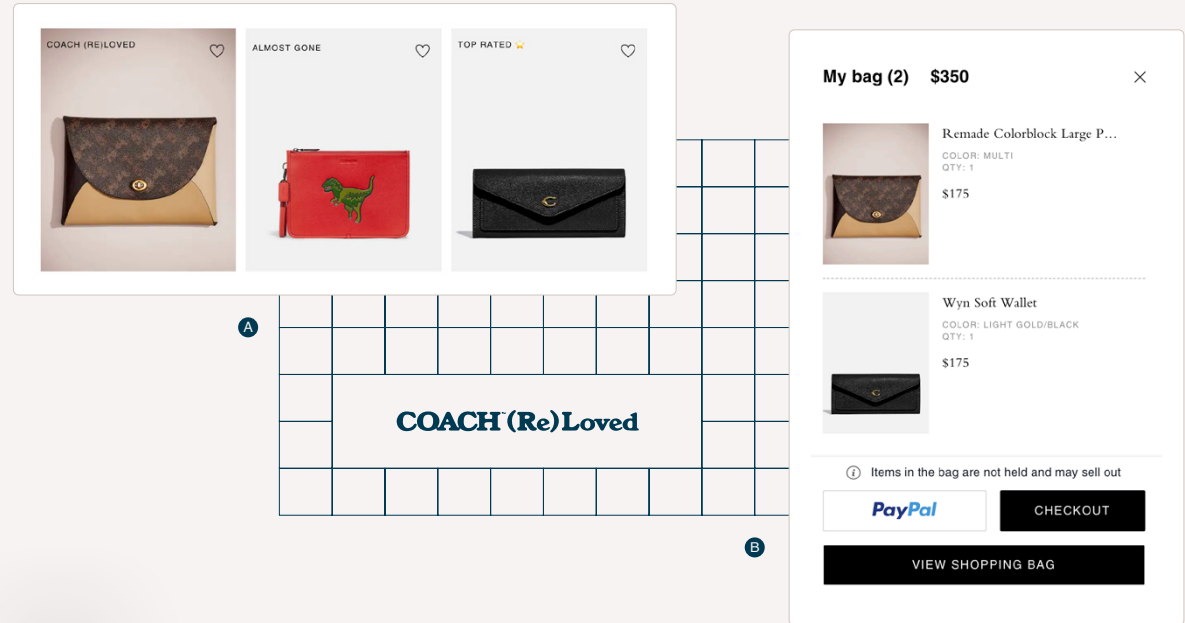 COACH (RE)LOVED
ALMOST GONE
TOP RATED ⭐
My bag (2) $350
Remade Colorblock Large P...
COLOR: MULTI
QTY: 1
$175
Wyn Soft Wallet
COLOR: LIGHT GOLD/BLACK
QTY: 1
$175
A
COACH™ (Re)Loved
Items in the bag are not held and may sell out
PayPal
CHECKOUT
B
VIEW SHOPPING BAG